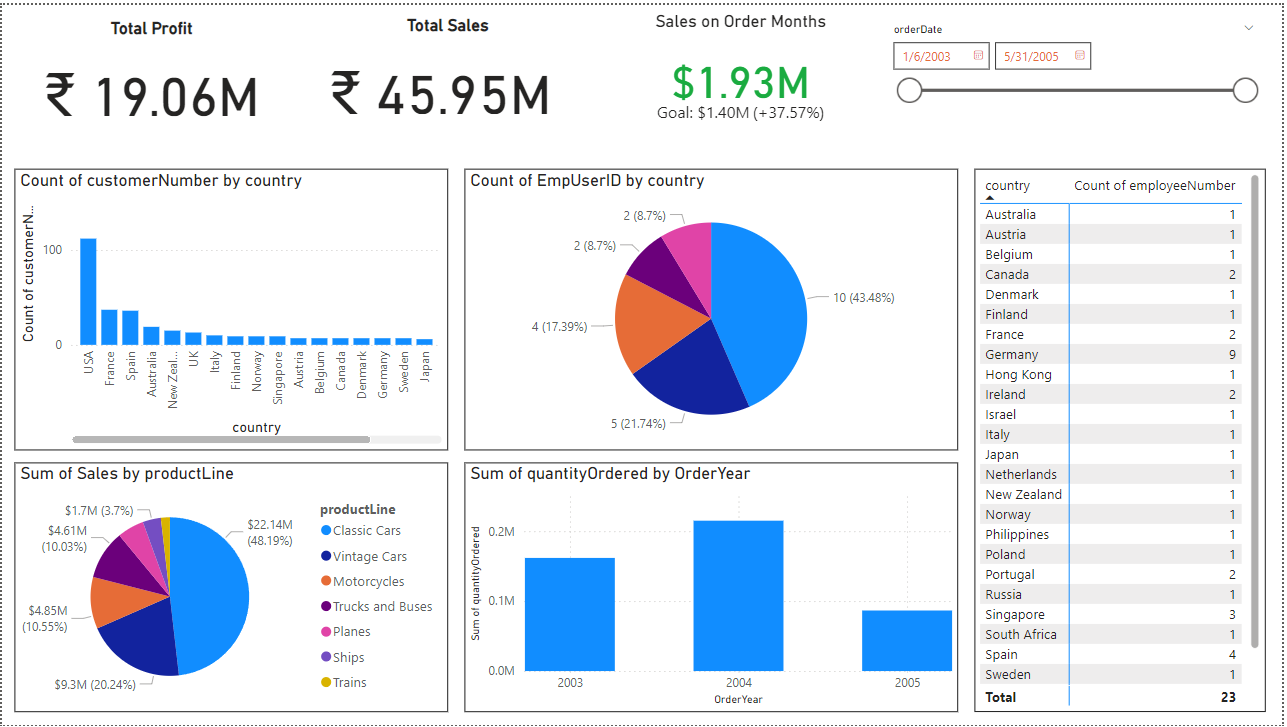 Total Profit
₹ 19.06M
Total Sales
₹ 45.95M
Sales on Order Months
$1.93M
Goal: $1.40M (+37.57%)
orderDate
1/6/2003
5/31/2005
Count of customerNumber by country
Count of customerN...
100
0
USA
France
Spain
Australia
New Zeal...
UK
Italy
Finland
Norway
Singapore
Austria
Belgium
Canada
Denmark
Germany
Sweden
Japan
country
Count of EmpUserID by country
2 (8.7%)
2 (8.7%)
10 (43.48%)
4 (17.39%)
5 (21.74%)
country Count of employeeNumber
Australia 1
Austria 1
Belgium 1
Canada 2
Denmark 1
Finland 1
France 2
Germany 9
Hong Kong 1
Ireland 2
Israel 1
Italy 1
Japan 1
Netherlands 1
New Zealand 1
Norway 1
Philippines 1
Poland 1
Portugal 2
Russia 1
Singapore 3
South Africa 1
Spain 4
Sweden 1
Total 23
Sum of Sales by productLine
$1.7M (3.7%)
$4.61M
(10.03%)
$22.14M
(48.19%)
$4.85M
(10.55%)
$9.3M (20.24%)
productLine
Classic Cars
Vintage Cars
Motorcycles
Trucks and Buses
Planes
Ships
Trains
Sum of quantityOrdered by OrderYear
Sum of quantityOrdered
0.2M
0.1M
0.0M
2003
2004
2005
OrderYear